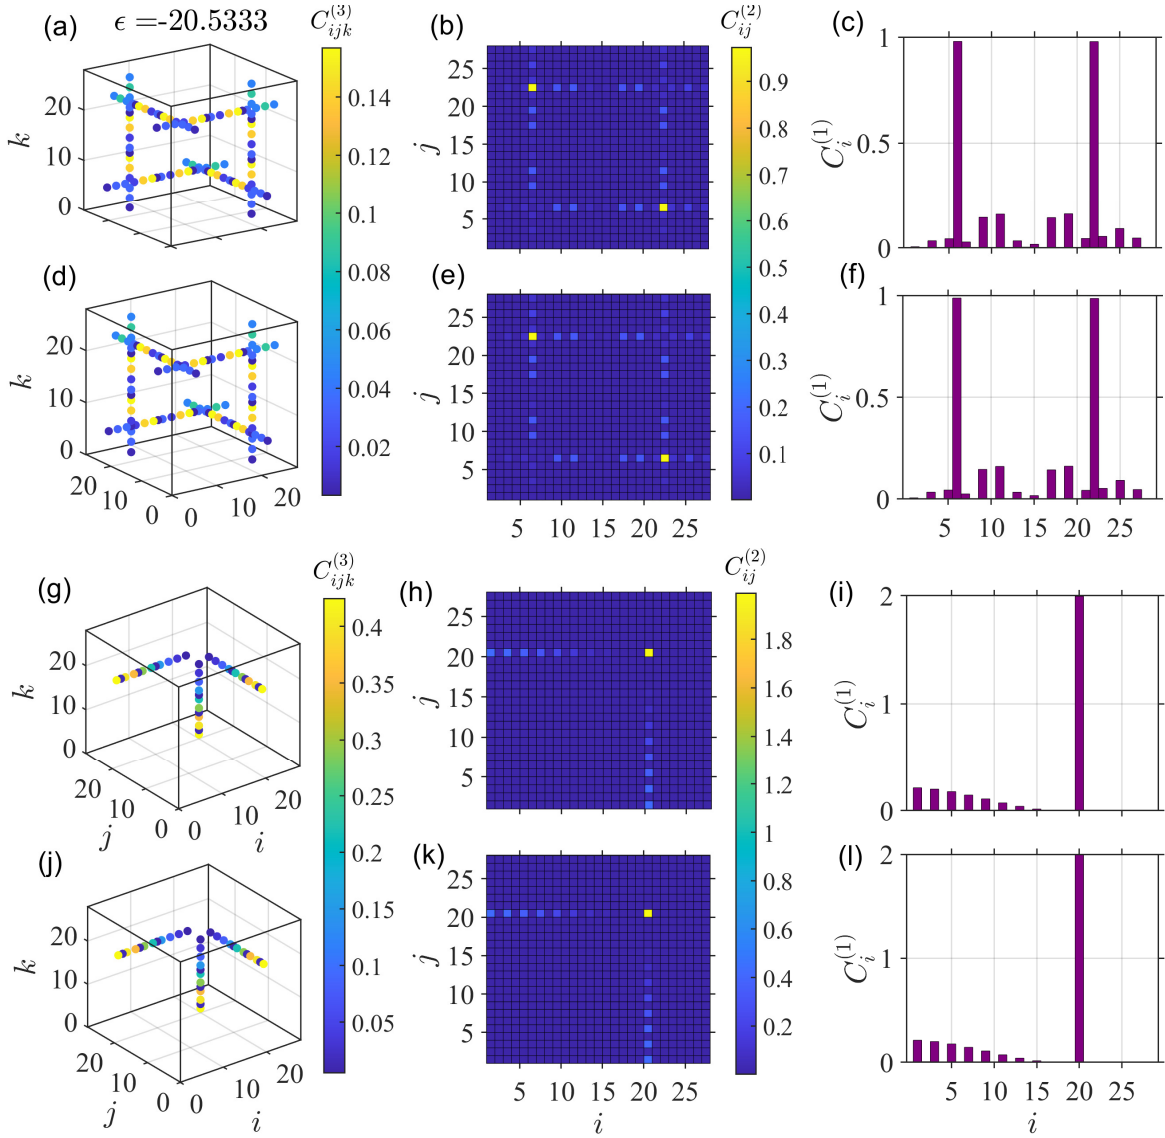 (a) ϵ =-20.5333 C_{ijk}^{(3)} (b) C_{ij}^{(2)} (c)
k 20 10 0
0.14 0.12 0.1 0.08 0.06 0.04 0.02
j 25 20 15 10 5
0.9 0.8 0.7 0.6 0.5 0.4 0.3 0.2 0.1
C_i^{(1)} 1 0.5 0
(d) (e) (f)
k 20 10 0
20 10 0 0 10 20
j 25 20 15 10 5
5 10 15 20 25
C_i^{(1)} 1 0.5 0
5 10 15 20 25
(g) C_{ijk}^{(3)} (h) C_{ij}^{(2)} (i)
k 20 10 0
20 10 0 0 10 20
j i
0.4 0.35 0.3 0.25 0.2 0.15 0.1 0.05
j 25 20 15 10 5
1.8 1.6 1.4 1.2 1 0.8 0.6 0.4 0.2
C_i^{(1)} 2 1 0
(j) (k) (l)
k 20 10 0
20 10 0 0 10 20
j i
j 25 20 15 10 5
5 10 15 20 25
i
C_i^{(1)} 2 1 0
5 10 15 20 25
i